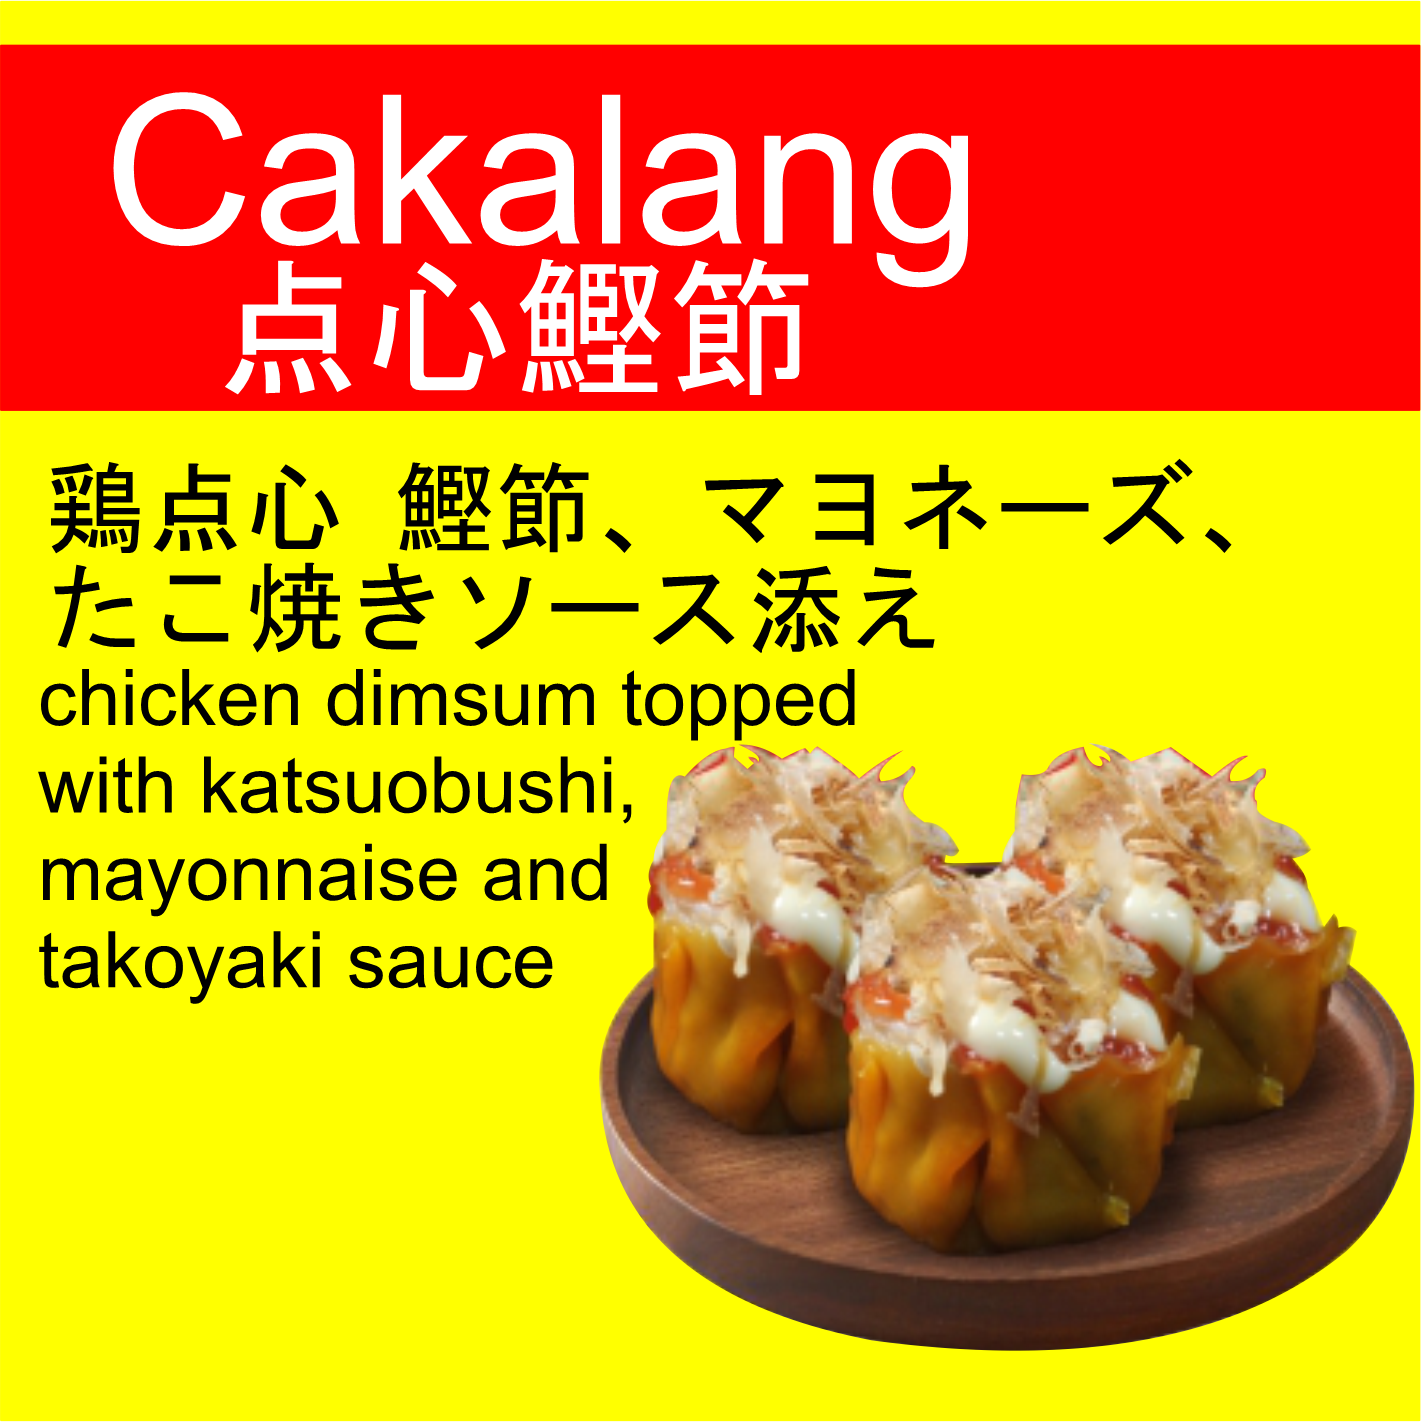 Cakalang
点心鰹節
鶏点心 鰹節、マヨネーズ、
たこ焼きソース添え
chicken dimsum topped
with katsuobushi,
mayonnaise and
takoyaki sauce